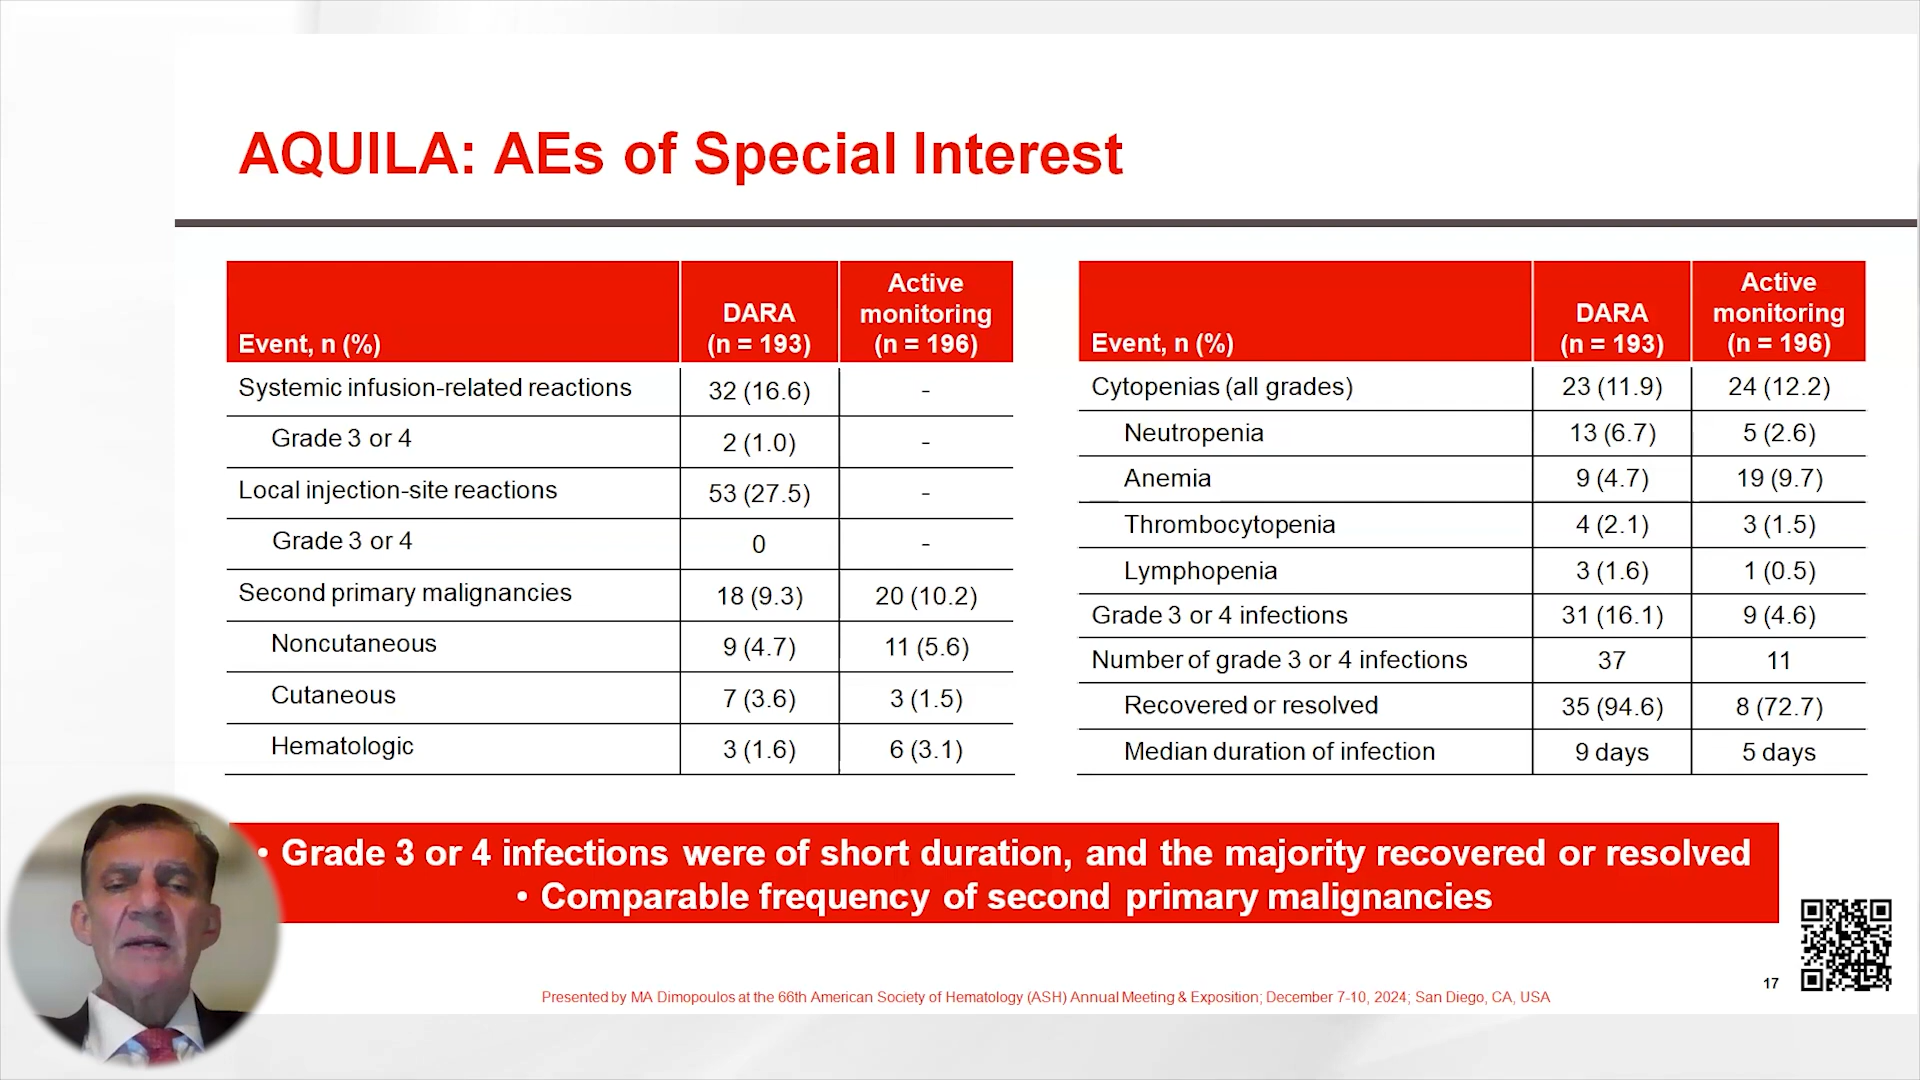 AQUILA: AEs of Special Interest
Event, n (%) DARA (n = 193) Active monitoring (n = 196)
Systemic infusion-related reactions 32 (16.6) -
Grade 3 or 4 2 (1.0) -
Local injection-site reactions 53 (27.5) -
Grade 3 or 4 0 -
Second primary malignancies 18 (9.3) 20 (10.2)
Noncutaneous 9 (4.7) 11 (5.6)
Cutaneous 7 (3.6) 3 (1.5)
Hematologic 3 (1.6) 6 (3.1)
Event, n (%) DARA (n = 193) Active monitoring (n = 196)
Cytopenias (all grades) 23 (11.9) 24 (12.2)
Neutropenia 13 (6.7) 5 (2.6)
Anemia 9 (4.7) 19 (9.7)
Thrombocytopenia 4 (2.1) 3 (1.5)
Lymphopenia 3 (1.6) 1 (0.5)
Grade 3 or 4 infections 31 (16.1) 9 (4.6)
Number of grade 3 or 4 infections 37 11
Recovered or resolved 35 (94.6) 8 (72.7)
Median duration of infection 9 days 5 days
• Grade 3 or 4 infections were of short duration, and the majority recovered or resolved
• Comparable frequency of second primary malignancies
17
Presented by MA Dimopoulos at the 66th American Society of Hematology (ASH) Annual Meeting & Exposition; December 7-10, 2024; San Diego, CA, USA